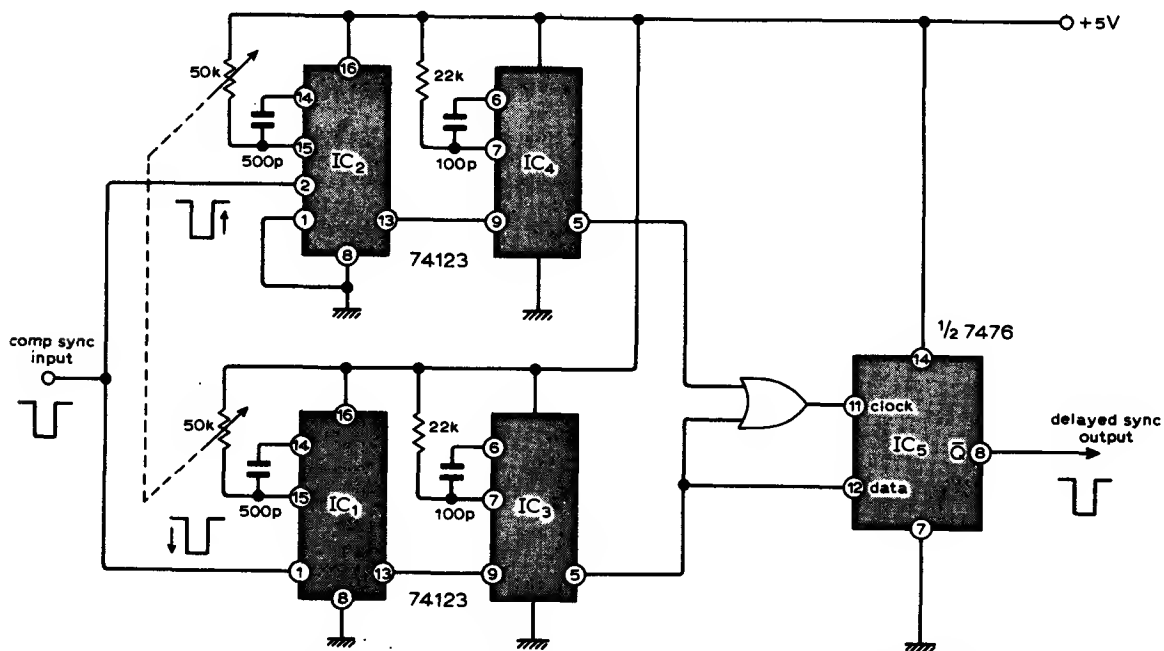 +5V
50k
16
14
500p
15
IC2
2
1
13
8
74123
22k
6
100p
7
IC4
9
5
comp sync
input
50k
16
14
500p
15
IC1
1
13
8
74123
22k
6
100p
7
IC3
9
5
1/2 7476
14
11 clock
IC5
Q̅ 8
12 data
7
delayed sync
output